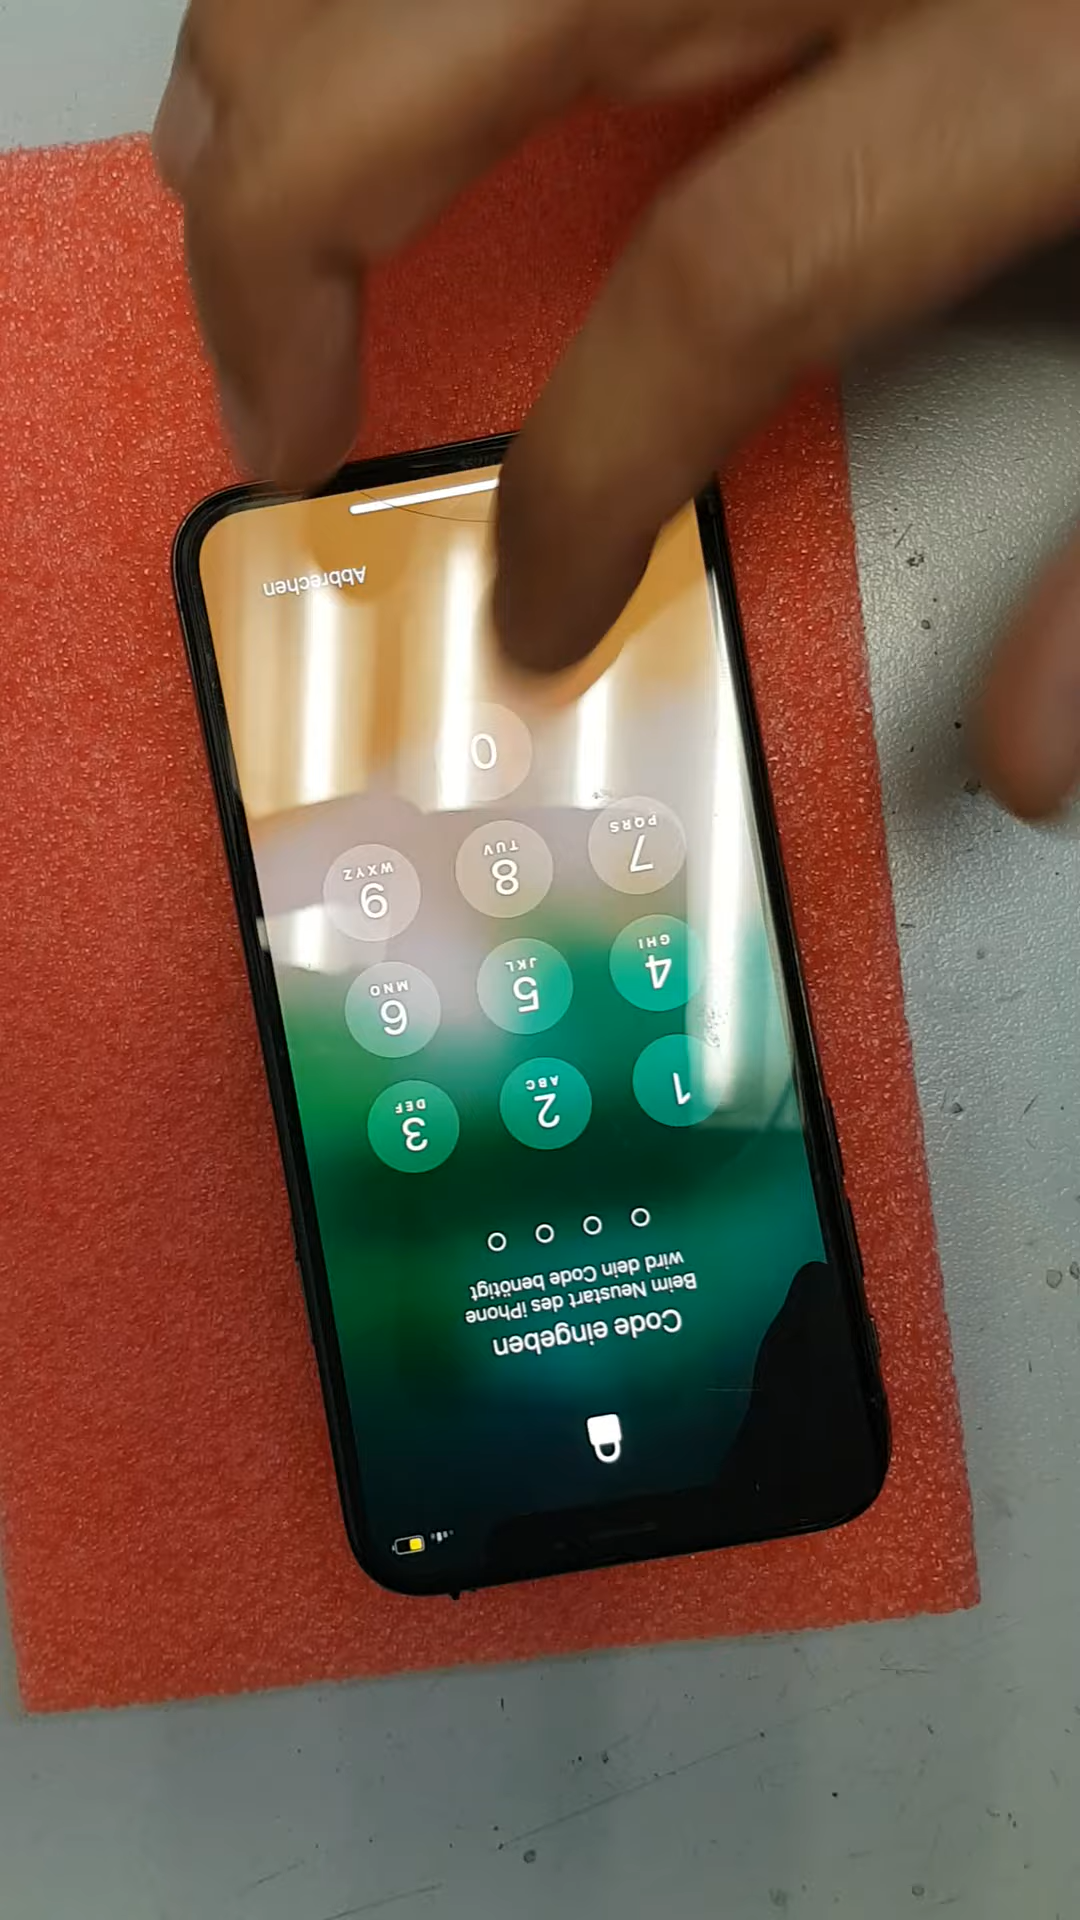 Code eingeben
Beim Neustart des iPhone
wird dein Code benötigt
1
2
ABC
3
DEF
4
GHI
5
JKL
6
MNO
7
PQRS
8
TUV
9
WXYZ
0
Abbrechen